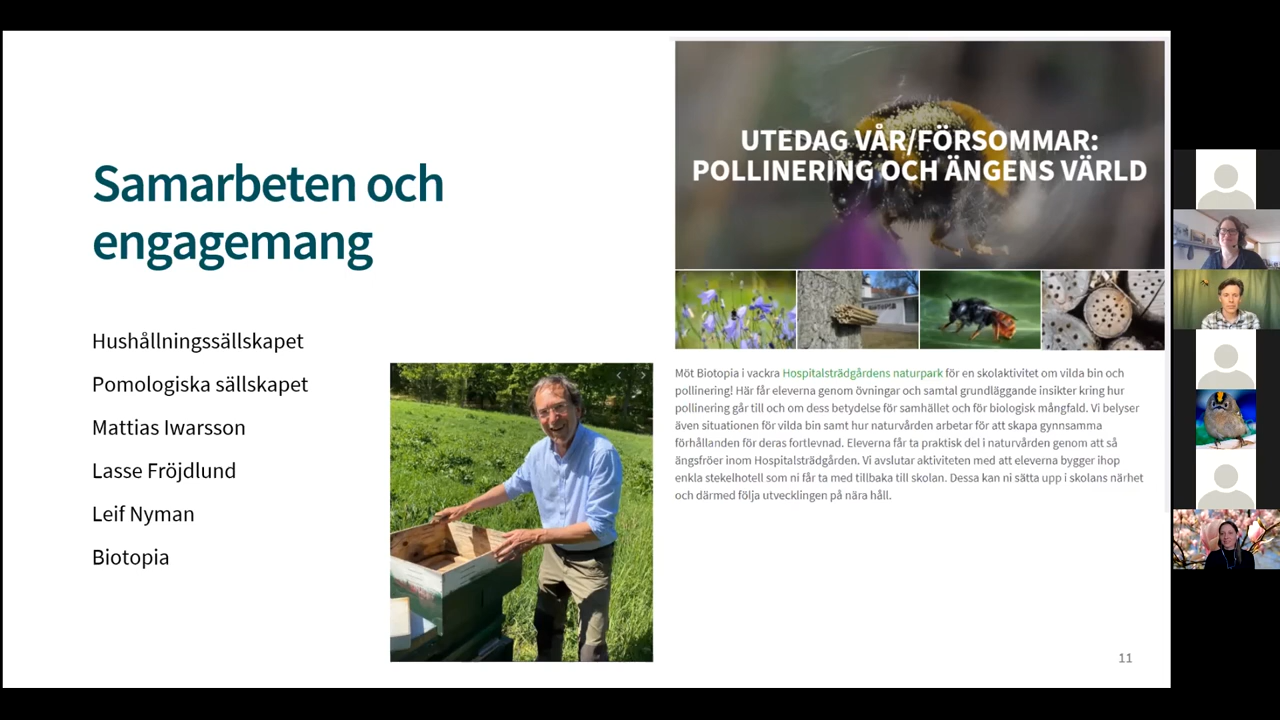 Samarbeten och
engagemang
Hushållningssällskapet
Pomologiska sällskapet
Mattias Iwarsson
Lasse Fröjdlund
Leif Nyman
Biotopia
UTEDAG VÅR/FÖRSOMMAR:
POLLINERING OCH ÄNGENS VÄRLD
Möt Biotopia i vackra Hospitalsträdgårdens naturpark för en skolaktivitet om vilda bin och
pollinering! Här får eleverna genom övningar och samtal grundläggande insikter kring hur
pollinering går till och om dess betydelse för samhället och för biologisk mångfald. Vi belyser
även situationen för vilda bin samt hur naturvården arbetar för att skapa gynnsamma
förhållanden för deras fortlevnad. Eleverna får ta praktisk del i naturvården genom att så
ängsfröer inom Hospitalsträdgården. Vi avslutar aktiviteten med att eleverna bygger ihop
enkla stekelhotell som ni får ta med tillbaka till skolan. Dessa kan ni sätta upp i skolans närhet
och därmed följa utvecklingen på nära håll.
11